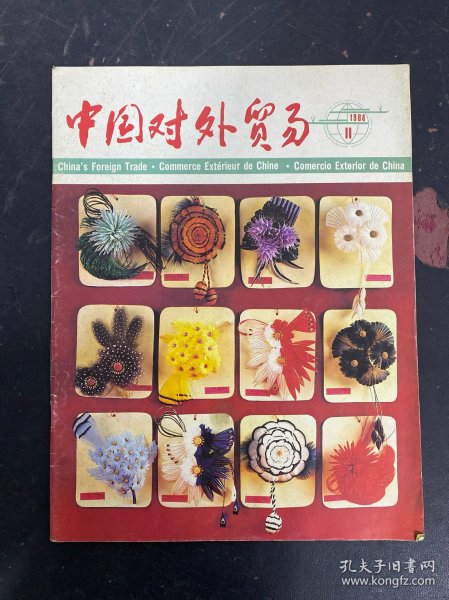 中国对外贸易
1986
11
China's Foreign Trade • Commerce Extérieur de Chine • Comercio Exterior de China
孔夫子旧书网
www.kongfz.com